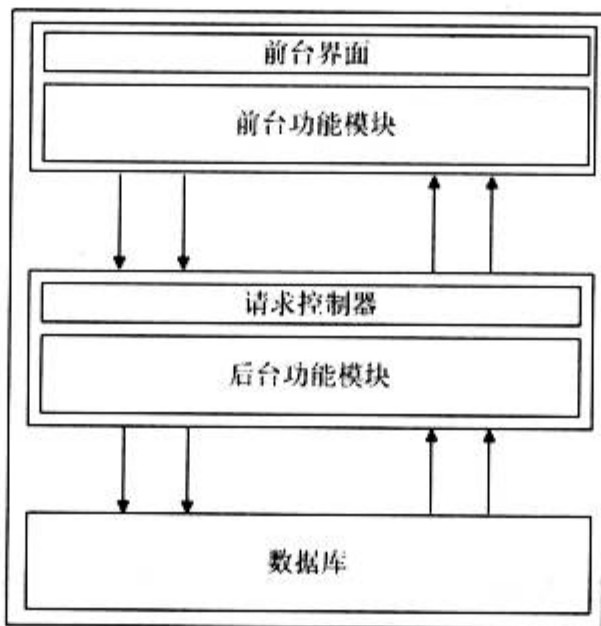 前台界面
前台功能模块
请求控制器
后台功能模块
数据库